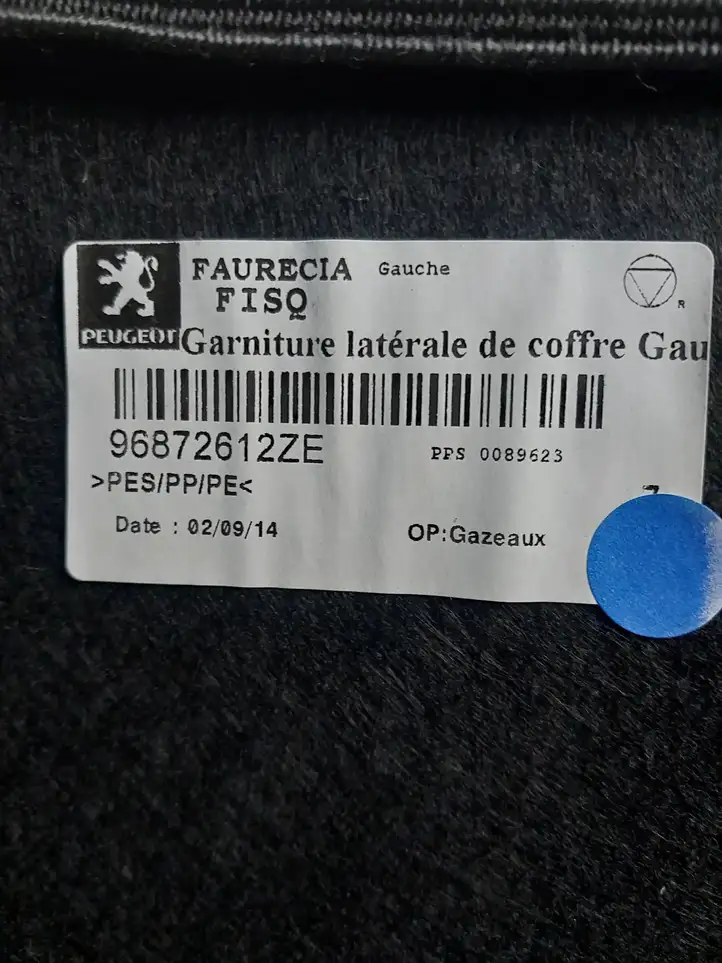 FAURECIA Gauche
FISQ
R
PEUGEOT
Garniture latérale de coffre Gau
96872612ZE
PPS 0089623
>PES/PP/PE<
Date : 02/09/14
OP:Gazeaux